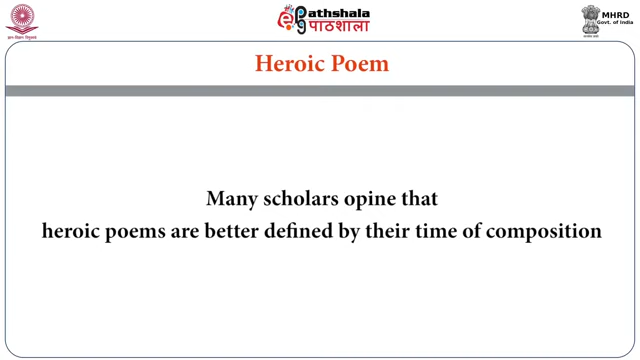 ePathshala
पाठशाला
MHRD
Govt. of India
Heroic Poem
Many scholars opine that
heroic poems are better defined by their time of composition